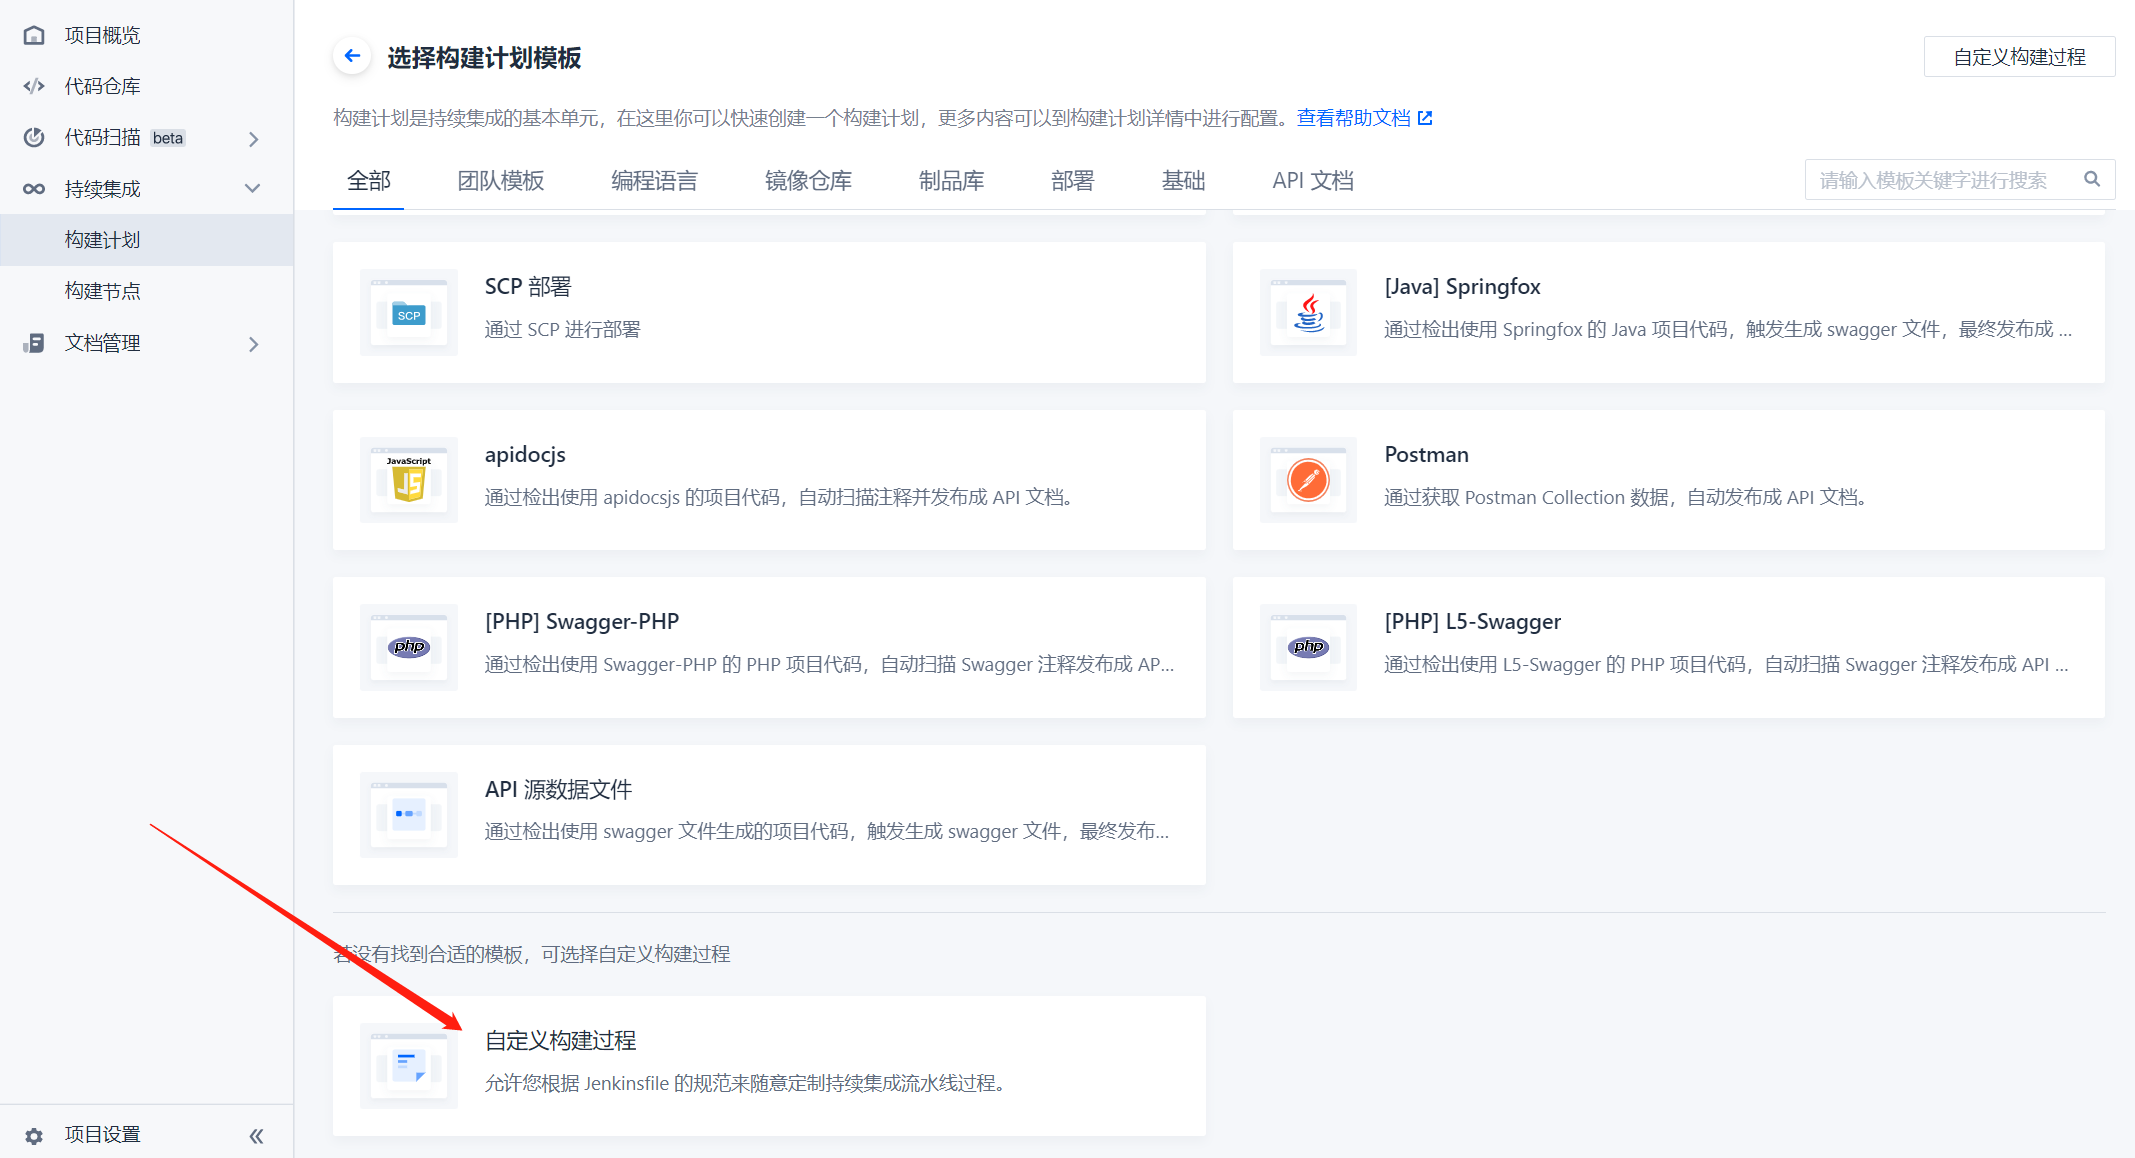 项目概览
代码仓库
代码扫描 beta
持续集成
构建计划
构建节点
文档管理
项目设置
选择构建计划模板
自定义构建过程
构建计划是持续集成的基本单元，在这里你可以快速创建一个构建计划，更多内容可以到构建计划详情中进行配置。查看帮助文档
全部 团队模板 编程语言 镜像仓库 制品库 部署 基础 API 文档
请输入模板关键字进行搜索
SCP
SCP 部署
通过 SCP 进行部署
[Java] Springfox
通过检出使用 Springfox 的 Java 项目代码，触发生成 swagger 文件，最终发布成 ...
JavaScript
JS
apidocjs
通过检出使用 apidocsjs 的项目代码，自动扫描注释并发布成 API 文档。
Postman
通过获取 Postman Collection 数据，自动发布成 API 文档。
php
[PHP] Swagger-PHP
通过检出使用 Swagger-PHP 的 PHP 项目代码，自动扫描 Swagger 注释发布成 AP...
php
[PHP] L5-Swagger
通过检出使用 L5-Swagger 的 PHP 项目代码，自动扫描 Swagger 注释发布成 API ...
API 源数据文件
通过检出使用 swagger 文件生成的项目代码，触发生成 swagger 文件，最终发布...
若没有找到合适的模板，可选择自定义构建过程
自定义构建过程
允许您根据 Jenkinsfile 的规范来随意定制持续集成流水线过程。